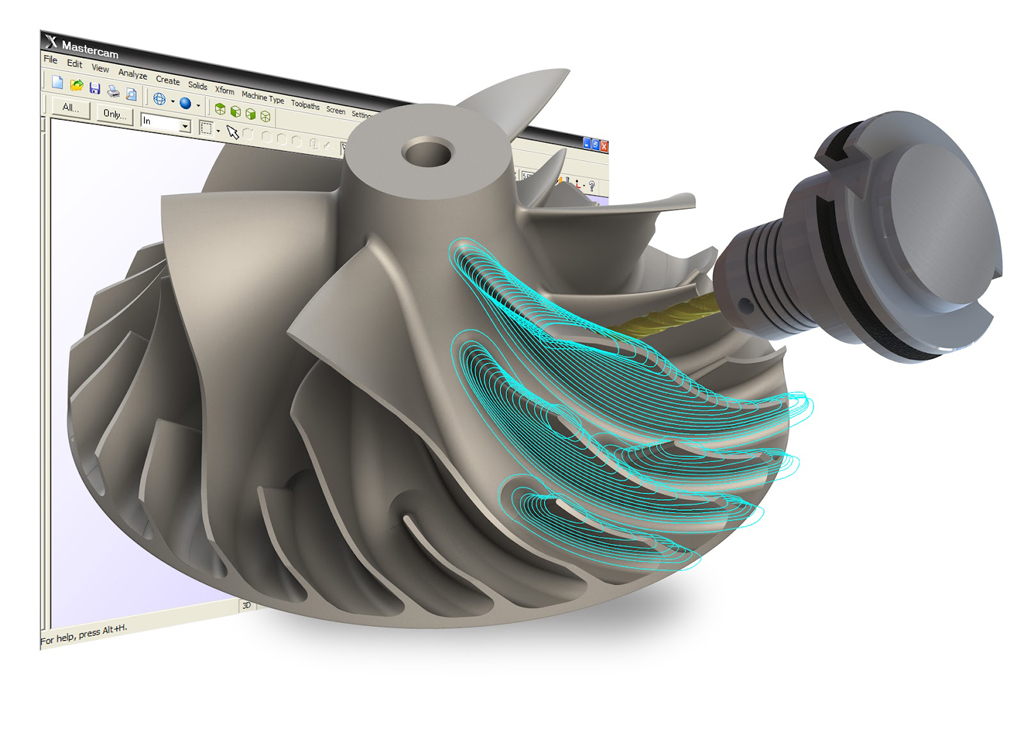 X Mastercam
File Edit View Analyze Create Solids Xform Machine Type Toolpaths Screen
All... Only... In
3D
For help, press Alt+H.